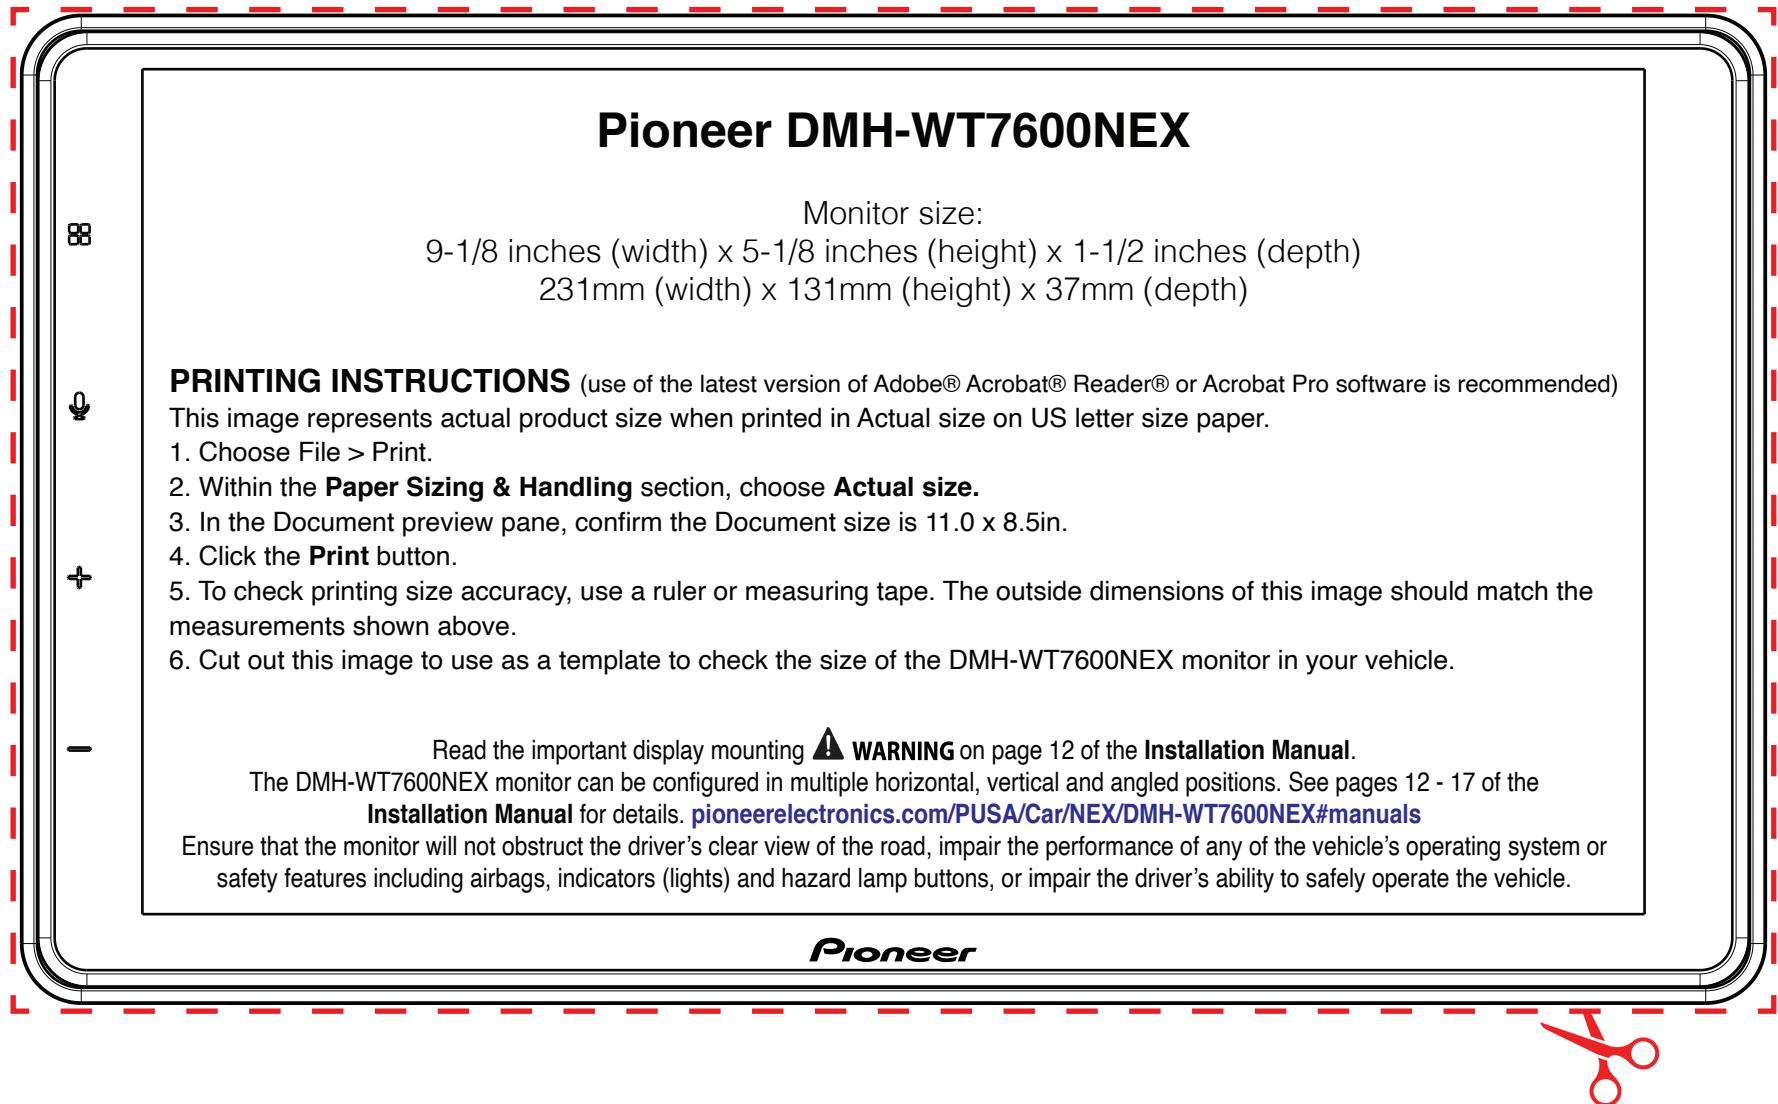 Pioneer DMH-WT7600NEX
Monitor size:
9-1/8 inches (width) x 5-1/8 inches (height) x 1-1/2 inches (depth)
231mm (width) x 131mm (height) x 37mm (depth)
PRINTING INSTRUCTIONS (use of the latest version of Adobe® Acrobat® Reader® or Acrobat Pro software is recommended)
This image represents actual product size when printed in Actual size on US letter size paper.
1. Choose File > Print.
2. Within the Paper Sizing & Handling section, choose Actual size.
3. In the Document preview pane, confirm the Document size is 11.0 x 8.5in.
4. Click the Print button.
5. To check printing size accuracy, use a ruler or measuring tape. The outside dimensions of this image should match the
measurements shown above.
6. Cut out this image to use as a template to check the size of the DMH-WT7600NEX monitor in your vehicle.
Read the important display mounting WARNING on page 12 of the Installation Manual.
The DMH-WT7600NEX monitor can be configured in multiple horizontal, vertical and angled positions. See pages 12 - 17 of the
Installation Manual for details. pioneerelectronics.com/PUSA/Car/NEX/DMH-WT7600NEX#manuals
Ensure that the monitor will not obstruct the driver’s clear view of the road, impair the performance of any of the vehicle’s operating system or
safety features including airbags, indicators (lights) and hazard lamp buttons, or impair the driver’s ability to safely operate the vehicle.
Pioneer